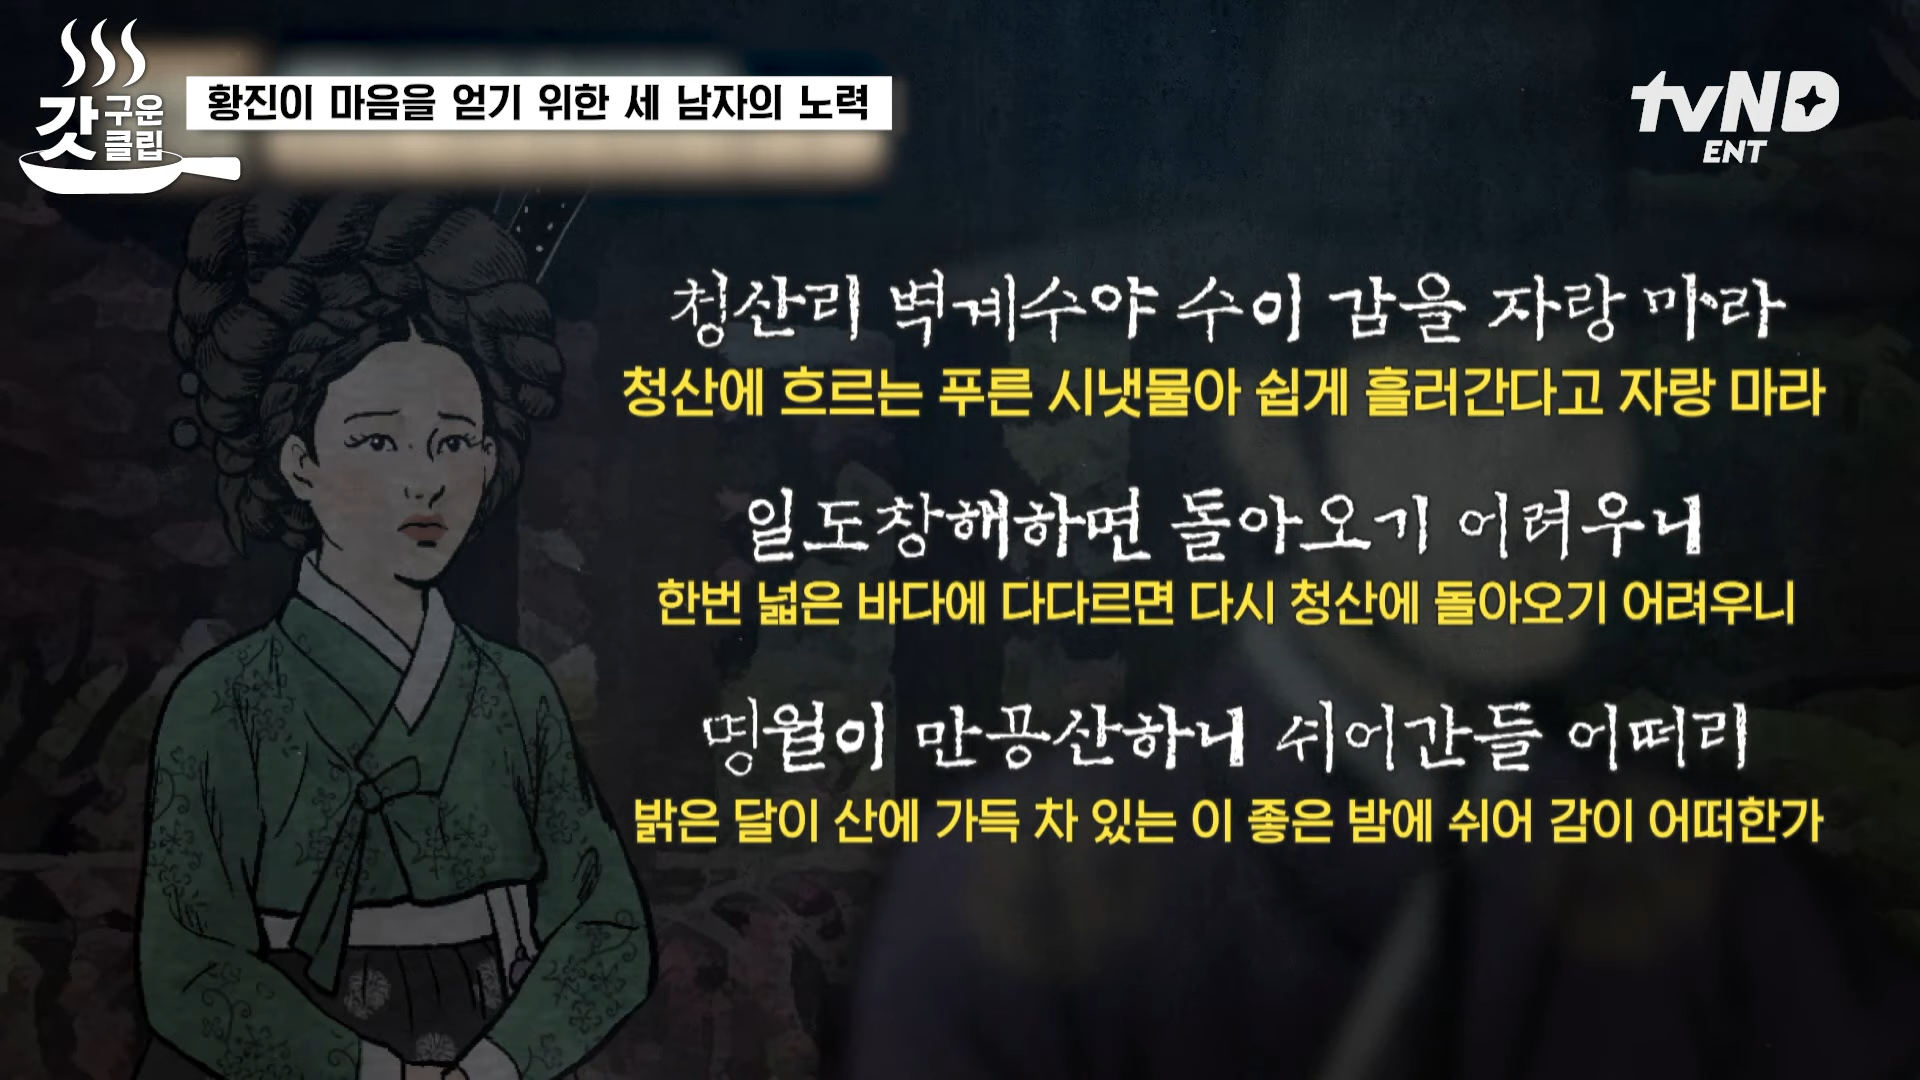 갓구운클립
황진이 마음을 얻기 위한 세 남자의 노력
tvND
ENT
청산리 벽계수야 수이 감을 자랑 마라
청산에 흐르는 푸른 시냇물아 쉽게 흘러간다고 자랑 마라
일도창해하면 돌아오기 어려우니
한번 넓은 바다에 다다르면 다시 청산에 돌아오기 어려우니
명월이 만공산하니 쉬어간들 어떠리
밝은 달이 산에 가득 차 있는 이 좋은 밤에 쉬어 감이 어떠한가